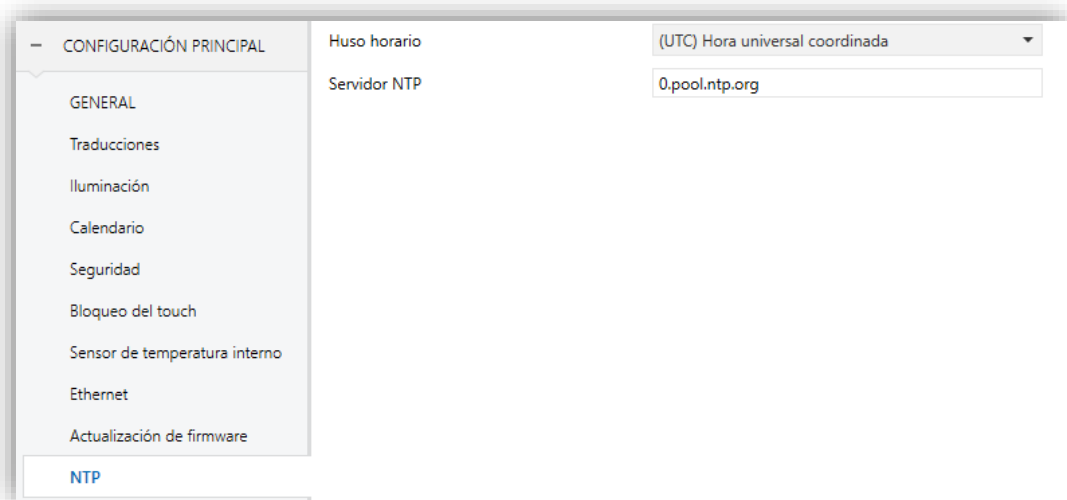 − CONFIGURACIÓN PRINCIPAL
GENERAL
Traducciones
Iluminación
Calendario
Seguridad
Bloqueo del touch
Sensor de temperatura interno
Ethernet
Actualización de firmware
NTP
Huso horario (UTC) Hora universal coordinada
Servidor NTP 0.pool.ntp.org